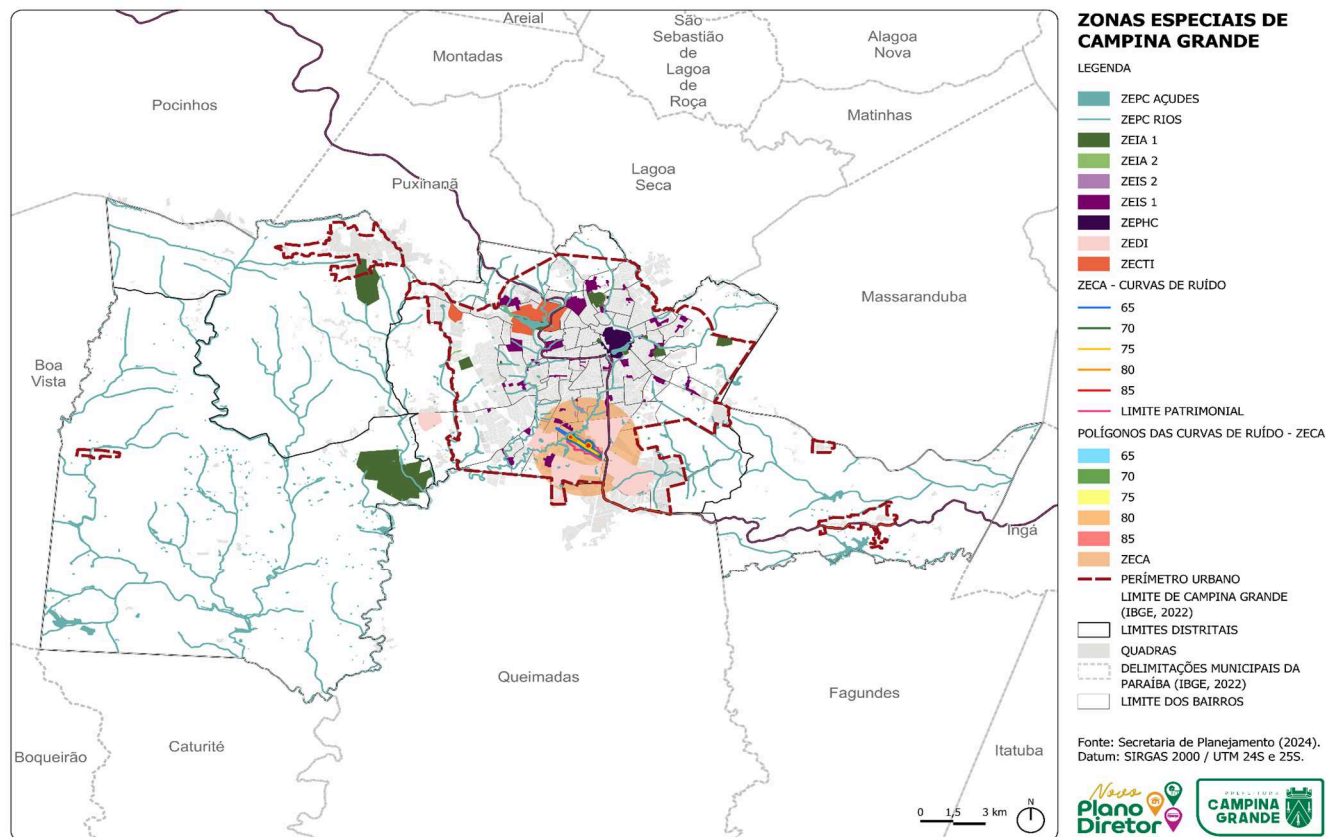 Areial
São
Sebastião
de
Lagoa
de
Roça
Alagoa
Nova
Montadas
Pocinhos
Matinhas
Lagoa
Seca
Puxinanã
Massaranduba
Boa
Vista
Ingá
Queimadas
Fagundes
Caturité
Boqueirão
Itatuba
0 1,5 3 km
N
ZONAS ESPECIAIS DE
CAMPINA GRANDE
LEGENDA
ZEPC AÇUDES
ZEPC RIOS
ZEIA 1
ZEIA 2
ZEIS 2
ZEIS 1
ZEPHC
ZEDI
ZECTI
ZECA - CURVAS DE RUÍDO
65
70
75
80
85
LIMITE PATRIMONIAL
POLÍGONOS DAS CURVAS DE RUÍDO - ZECA
65
70
75
80
85
ZECA
PERÍMETRO URBANO
LIMITE DE CAMPINA GRANDE
(IBGE, 2022)
LIMITES DISTRITAIS
QUADRAS
DELIMITAÇÕES MUNICIPAIS DA
PARAÍBA (IBGE, 2022)
LIMITE DOS BAIRROS
Fonte: Secretaria de Planejamento (2024).
Datum: SIRGAS 2000 / UTM 24S e 25S.
Novo
Plano
Diretor
PREFEITURA
CAMPINA
GRANDE